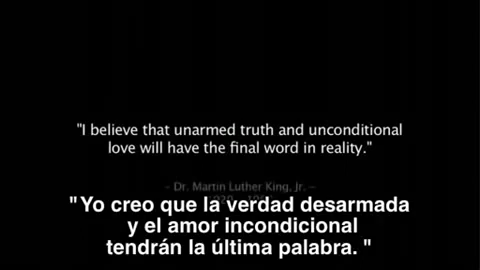 "I believe that unarmed truth and unconditional
love will have the final word in reality."
– Dr. Martin Luther King, Jr. –
"Yo creo que la verdad desarmada
y el amor incondicional
tendrán la última palabra. "